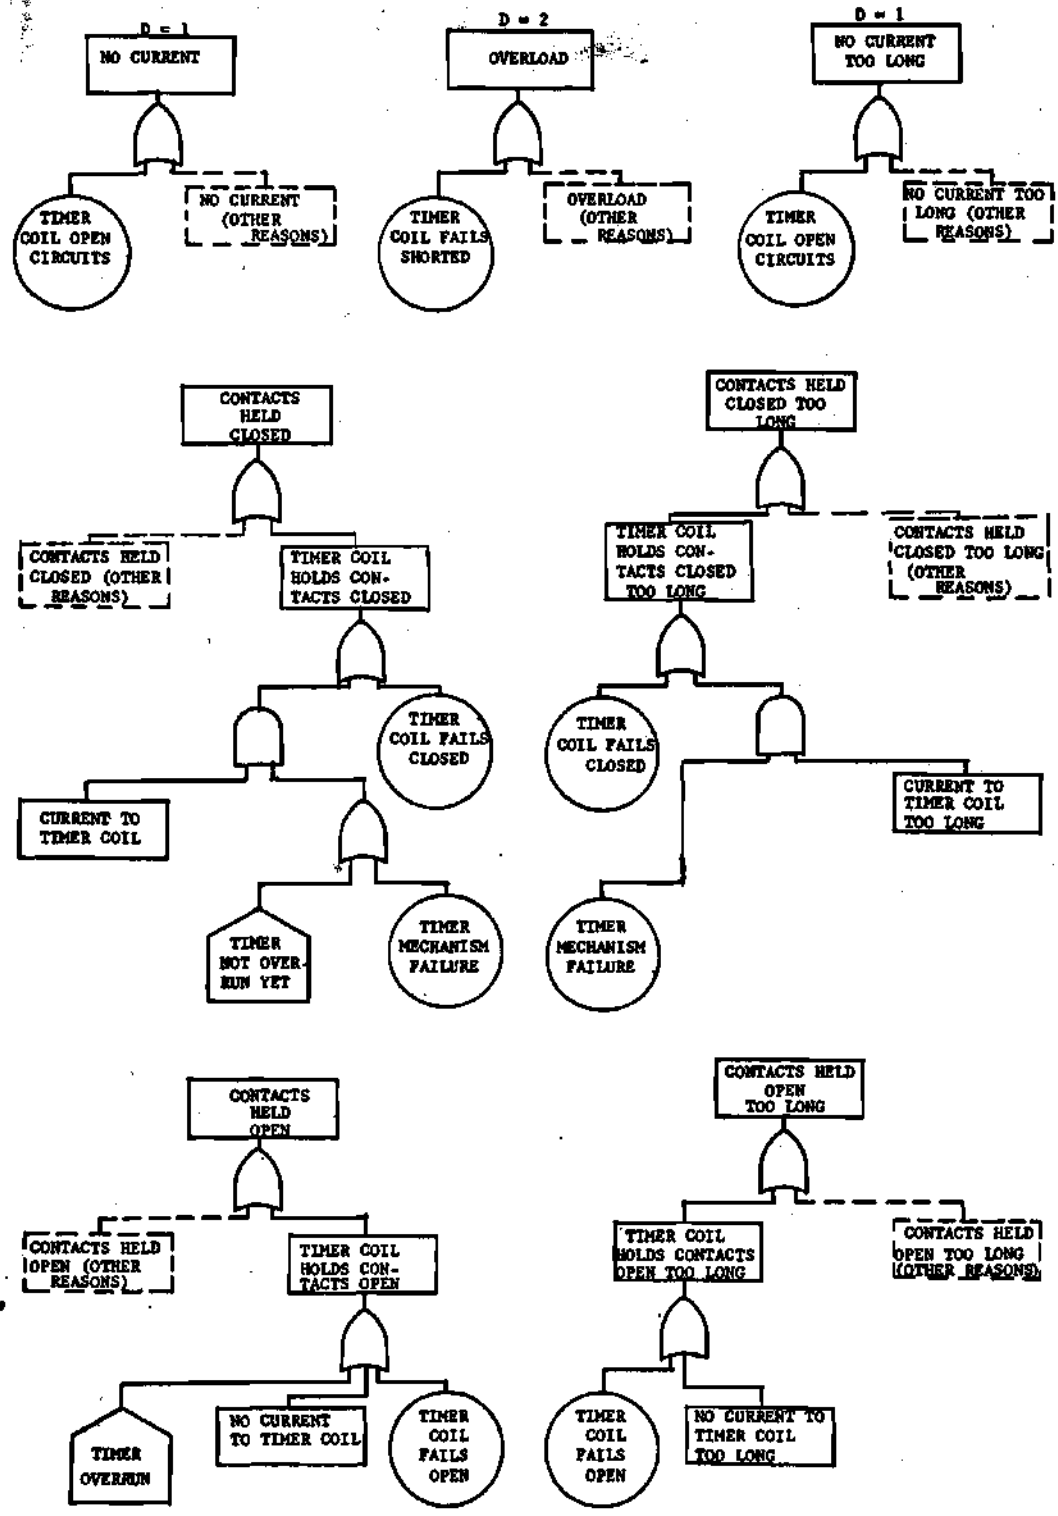 D = 1
NO CURRENT
TIMER
COIL OPEN
CIRCUITS
NO CURRENT
(OTHER
REASONS)
D = 2
OVERLOAD
TIMER
COIL FAILS
SHORTED
OVERLOAD
(OTHER
REASONS)
D = 1
NO CURRENT
TOO LONG
TIMER
COIL OPEN
CIRCUITS
NO CURRENT TOO
LONG (OTHER
REASONS)
CONTACTS
HELD
CLOSED
CONTACTS HELD
CLOSED (OTHER
REASONS)
TIMER COIL
HOLDS CON-
TACTS CLOSED
TIMER
COIL FAILS
CLOSED
CURRENT TO
TIMER COIL
TIMER
NOT OVER-
RUN YET
TIMER
MECHANISM
FAILURE
CONTACTS HELD
CLOSED TOO
LONG
TIMER COIL
HOLDS CON-
TACTS CLOSED
TOO LONG
CONTACTS HELD
CLOSED TOO LONG
(OTHER
REASONS)
TIMER
COIL FAILS
CLOSED
CURRENT TO
TIMER COIL
TOO LONG
TIMER
MECHANISM
FAILURE
CONTACTS
HELD
OPEN
CONTACTS HELD
OPEN (OTHER
REASONS)
TIMER COIL
HOLDS CON-
TACTS OPEN
TIMER
OVERRUN
NO CURRENT
TO TIMER COIL
TIMER
COIL
FAILS
OPEN
CONTACTS HELD
OPEN
TOO LONG
TIMER COIL
HOLDS CONTACTS
OPEN TOO LONG
CONTACTS HELD
OPEN TOO LONG
(OTHER REASONS)
TIMER
COIL
FAILS
OPEN
NO CURRENT TO
TIMER COIL
TOO LONG